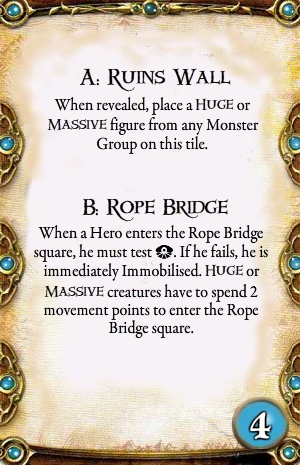 A: Ruins Wall
When revealed, place a HUGE or
MASSIVE figure from any Monster
Group on this tile.
B: Rope Bridge
When a Hero enters the Rope Bridge
square, he must test . If he fails, he is
immediately Immobilised. HUGE or
MASSIVE creatures have to spend 2
movement points to enter the Rope
Bridge square.
4